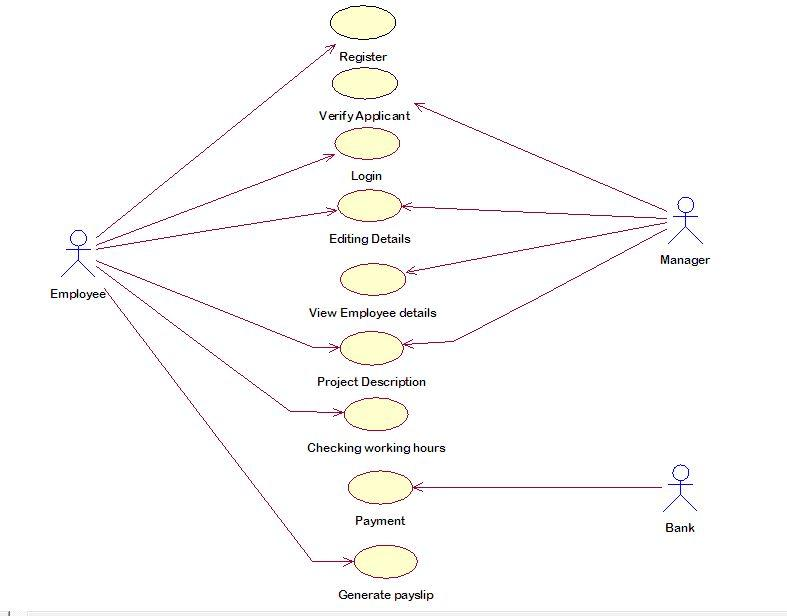 Register
Verify Applicant
Login
Editing Details
Manager
Employee
View Employee details
Project Description
Checking working hours
Payment
Bank
Generate payslip